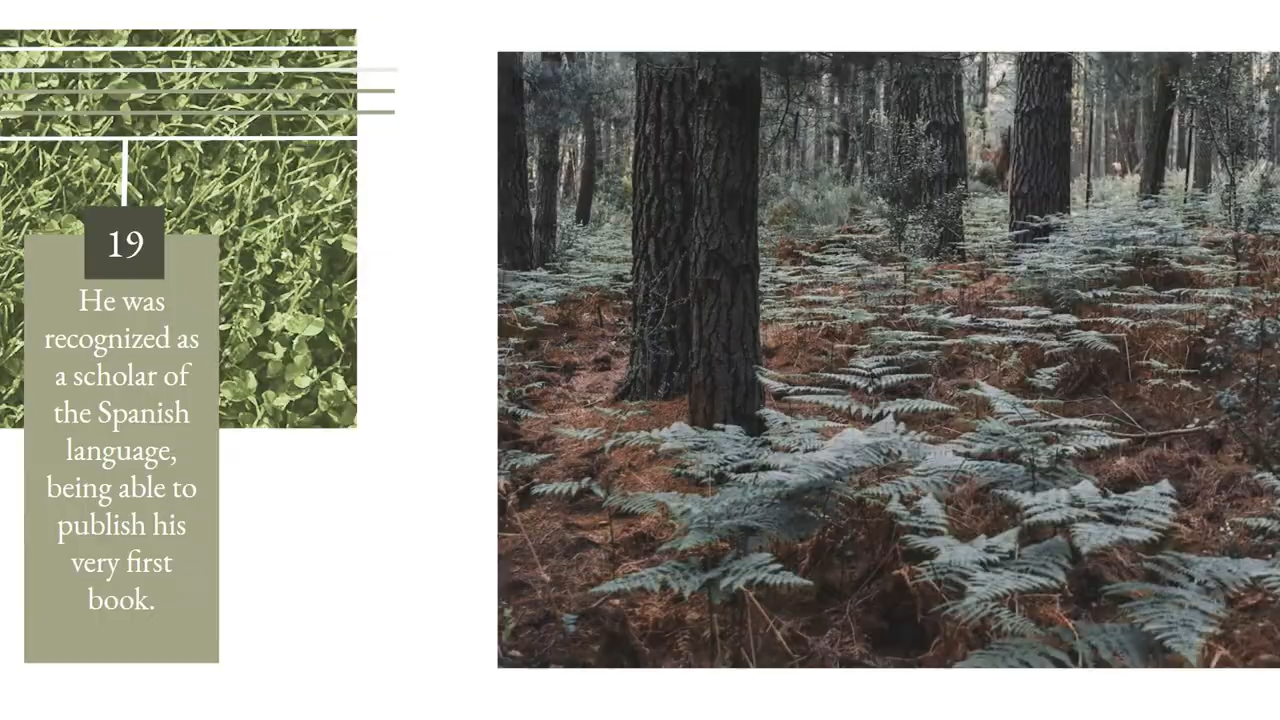 19
He was
recognized as
a scholar of
the Spanish
language,
being able to
publish his
very first
book.